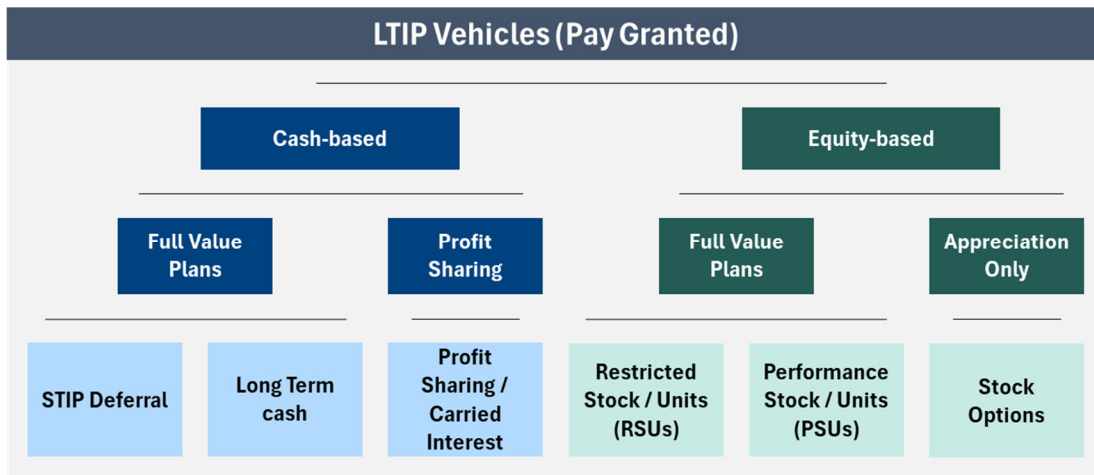 LTIP Vehicles (Pay Granted)
Cash-based
Equity-based
Full Value
Plans
Profit
Sharing
Full Value
Plans
Appreciation
Only
STIP Deferral
Long Term
cash
Profit
Sharing /
Carried
Interest
Restricted
Stock / Units
(RSUs)
Performance
Stock / Units
(PSUs)
Stock
Options